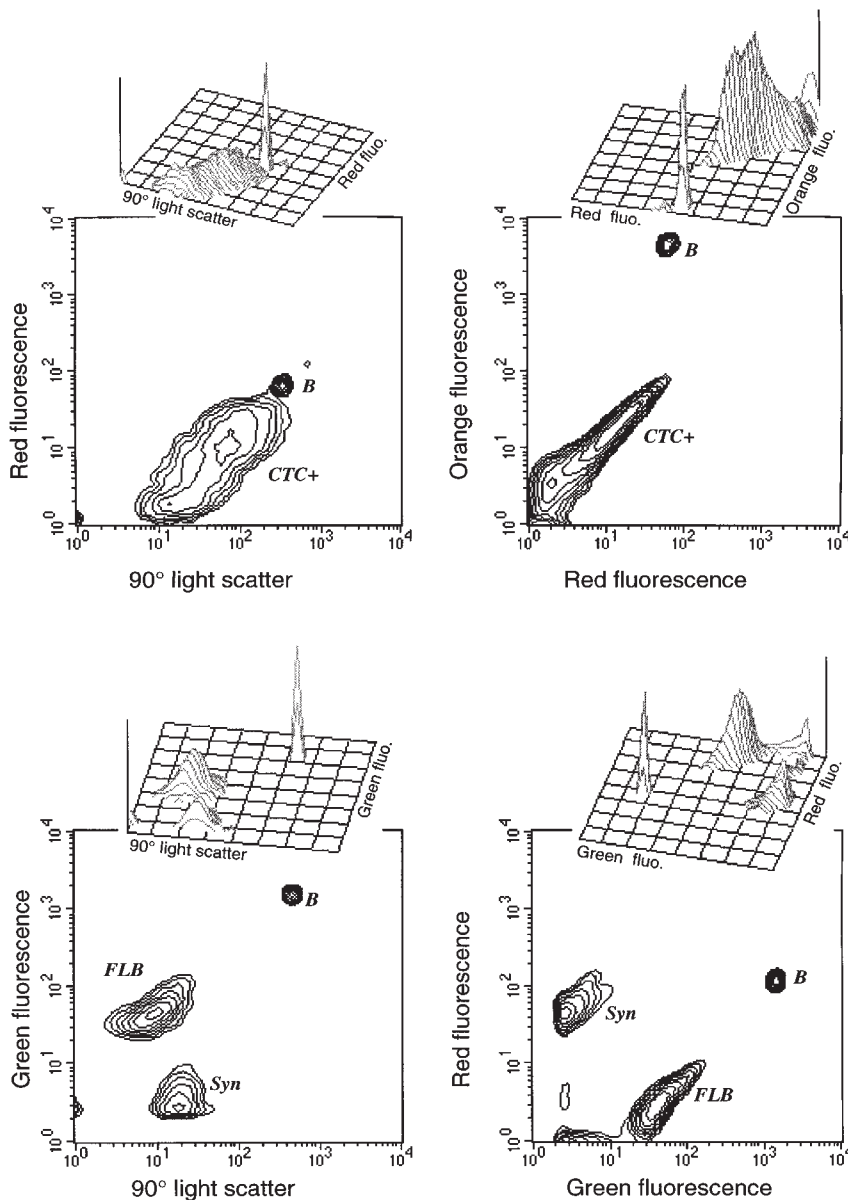 Red fluo.
90° light scatter
Orange fluo.
Red fluo.
10^4
10^3
10^2
10^1
10^0
Red fluorescence
B
CTC+
10^0
10^1
10^2
10^3
10^4
90° light scatter
10^4
10^3
10^2
10^1
10^0
Orange fluorescence
B
CTC+
10^0
10^1
10^2
10^3
10^4
Red fluorescence
Green fluo.
90° light scatter
Red fluo.
Green fluo.
10^4
10^3
10^2
10^1
10^0
Green fluorescence
B
FLB
Syn
10^0
10^1
10^2
10^3
10^4
90° light scatter
10^4
10^3
10^2
10^1
10^0
Red fluorescence
B
Syn
FLB
10^0
10^1
10^2
10^3
10^4
Green fluorescence